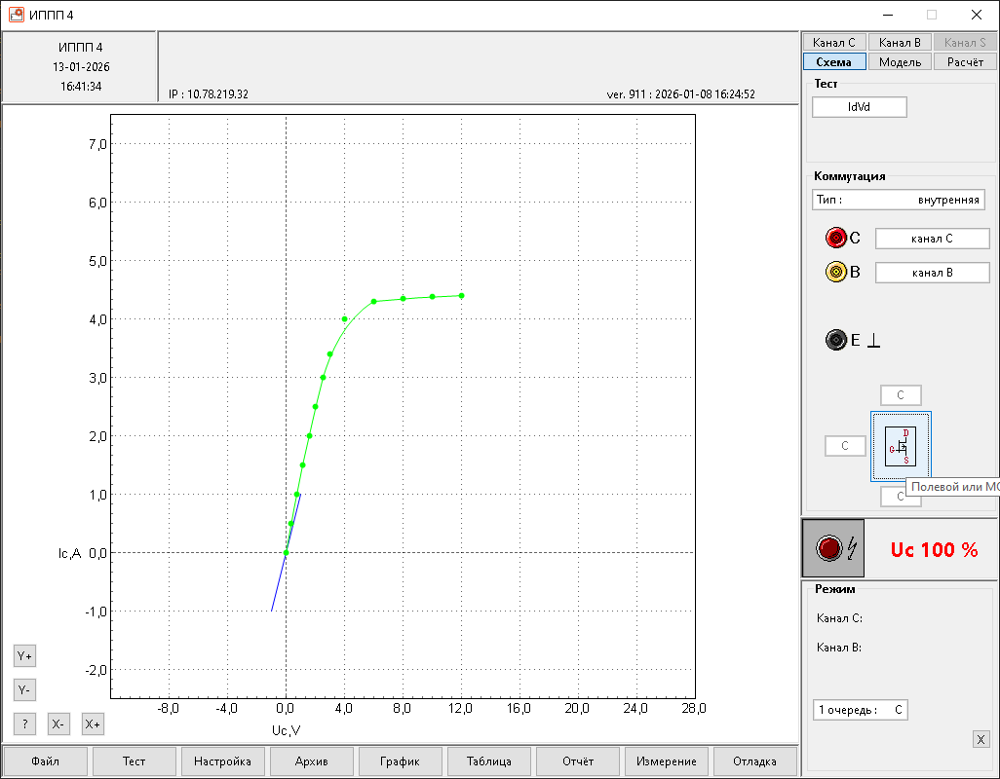 ИППП 4
ИППП 4
13-01-2026
16:41:34
IP : 10.78.219.32
ver. 911 : 2026-01-08 16:24:52
Канал C
Канал B
Канал S
Схема
Модель
Расчёт
Тест
IdVd
Коммутация
Тип :
внутренняя
C
канал C
B
канал B
E
C
C
D
G
S
C
Полевой или МО
Uc 100 %
Режим
Канал C:
Канал B:
1 очередь :
C
X
7,0
6,0
5,0
4,0
3,0
2,0
1,0
Ic,A 0,0
-1,0
-2,0
-8,0 -4,0 0,0 4,0 8,0 12,0 16,0 20,0 24,0 28,0
Uc,V
Y+
Y-
?
X-
X+
Файл
Тест
Настройка
Архив
График
Таблица
Отчёт
Измерение
Отладка